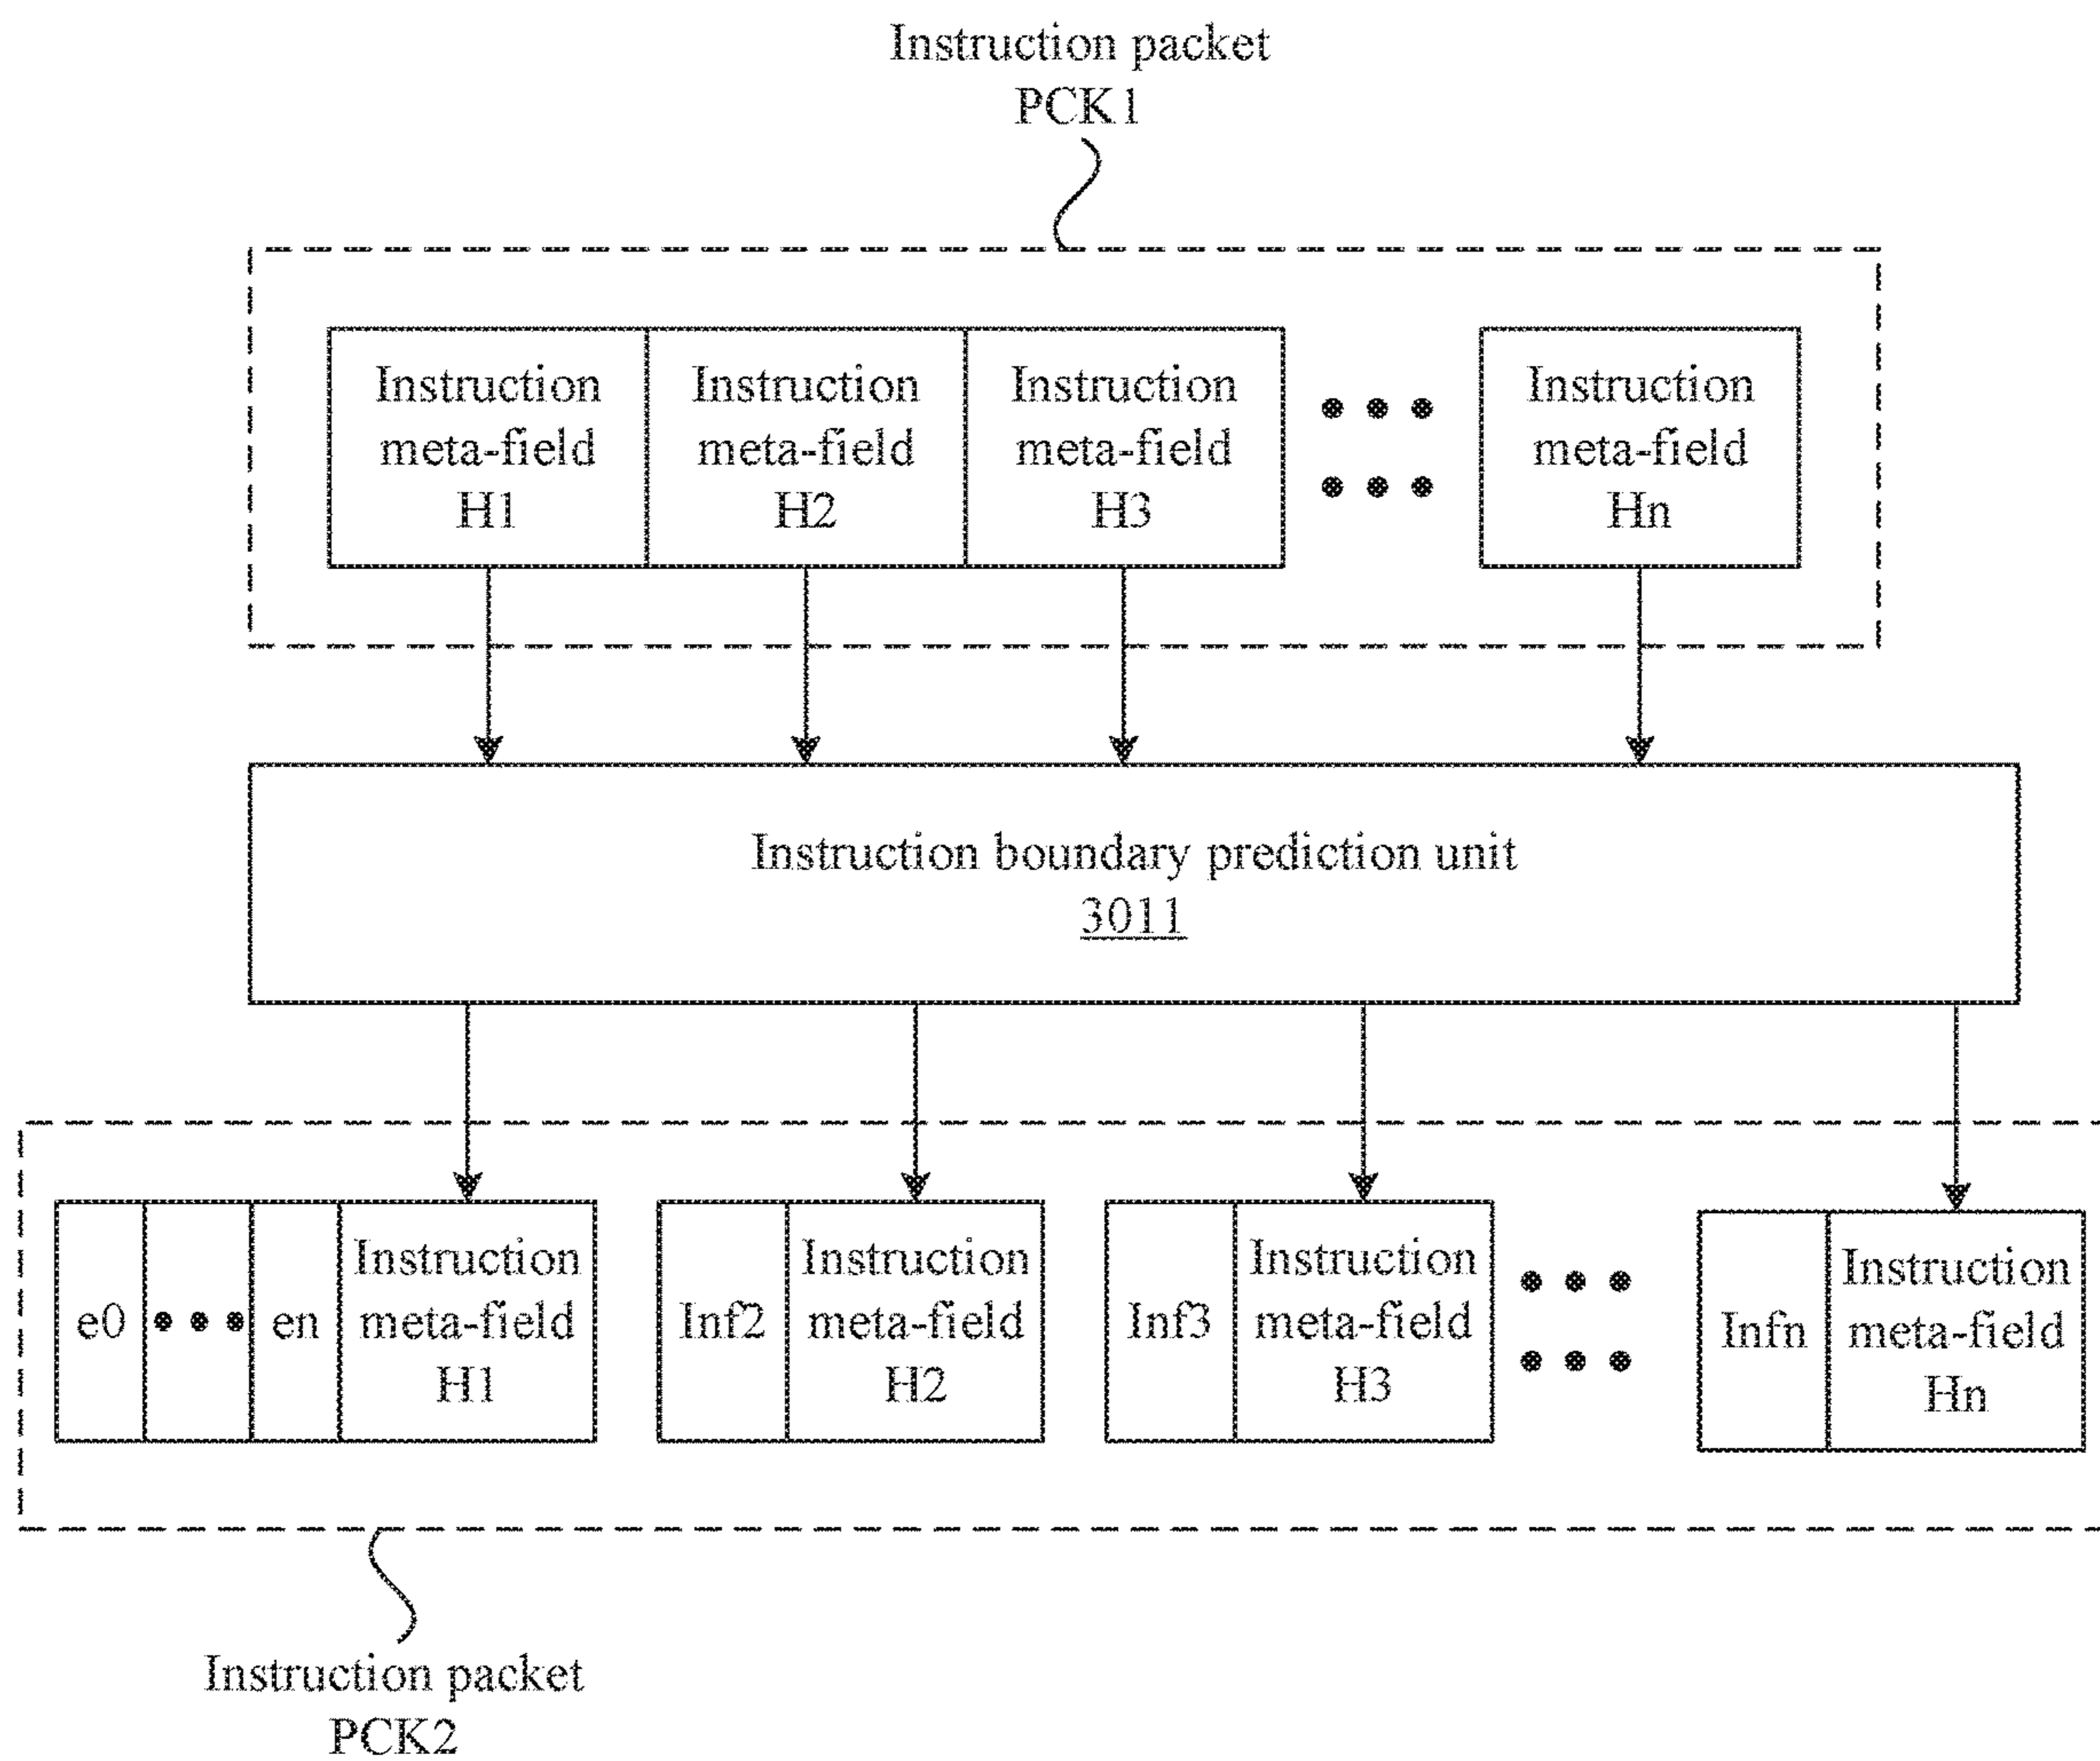 Instruction packet
PCK1
Instruction meta-field H1
Instruction meta-field H2
Instruction meta-field H3
Instruction meta-field Hn
Instruction boundary prediction unit
3011
e0
en
Instruction meta-field H1
Inf2
Instruction meta-field H2
Inf3
Instruction meta-field H3
Infn
Instruction meta-field Hn
Instruction packet
PCK2